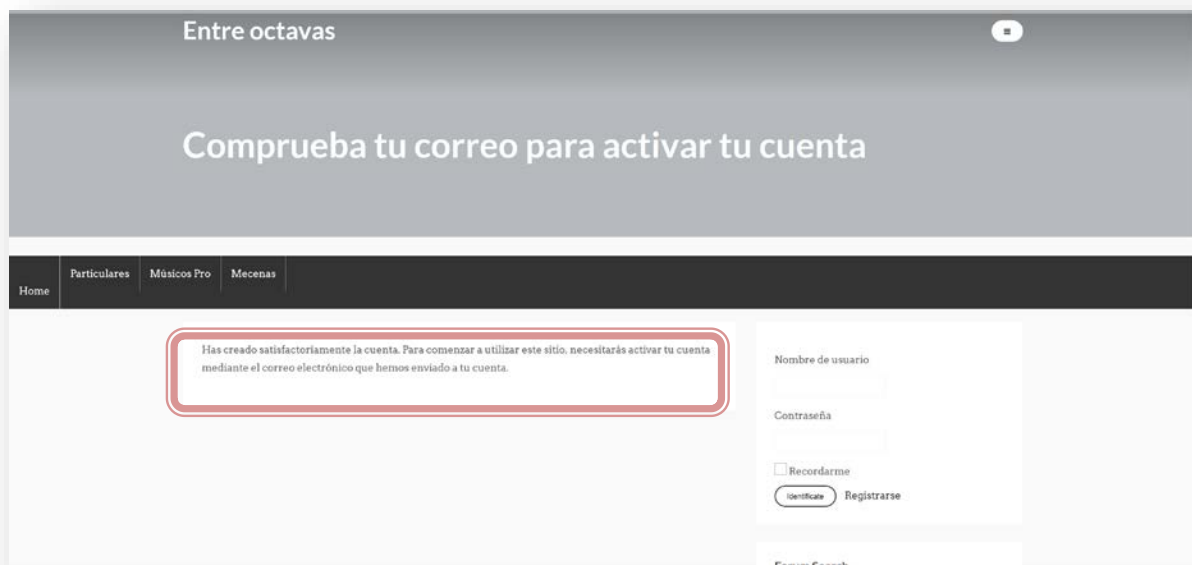 Entre octavas
Comprueba tu correo para activar tu cuenta
Particulares Músicos Pro Mecenas
Home
Has creado satisfactoriamente la cuenta. Para comenzar a utilizar este sitio, necesitarás activar tu cuenta
mediante el correo electrónico que hemos enviado a tu cuenta.
Nombre de usuario
Contraseña
Recordarme
Identifícate Registrarse